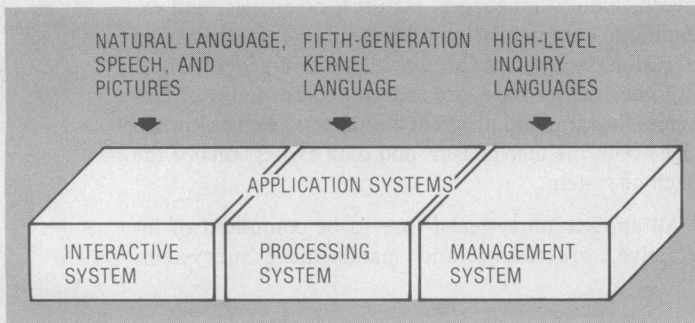 NATURAL LANGUAGE,
SPEECH, AND
PICTURES
FIFTH-GENERATION
KERNEL
LANGUAGE
HIGH-LEVEL
INQUIRY
LANGUAGES
APPLICATION SYSTEMS
INTERACTIVE
SYSTEM
PROCESSING
SYSTEM
MANAGEMENT
SYSTEM